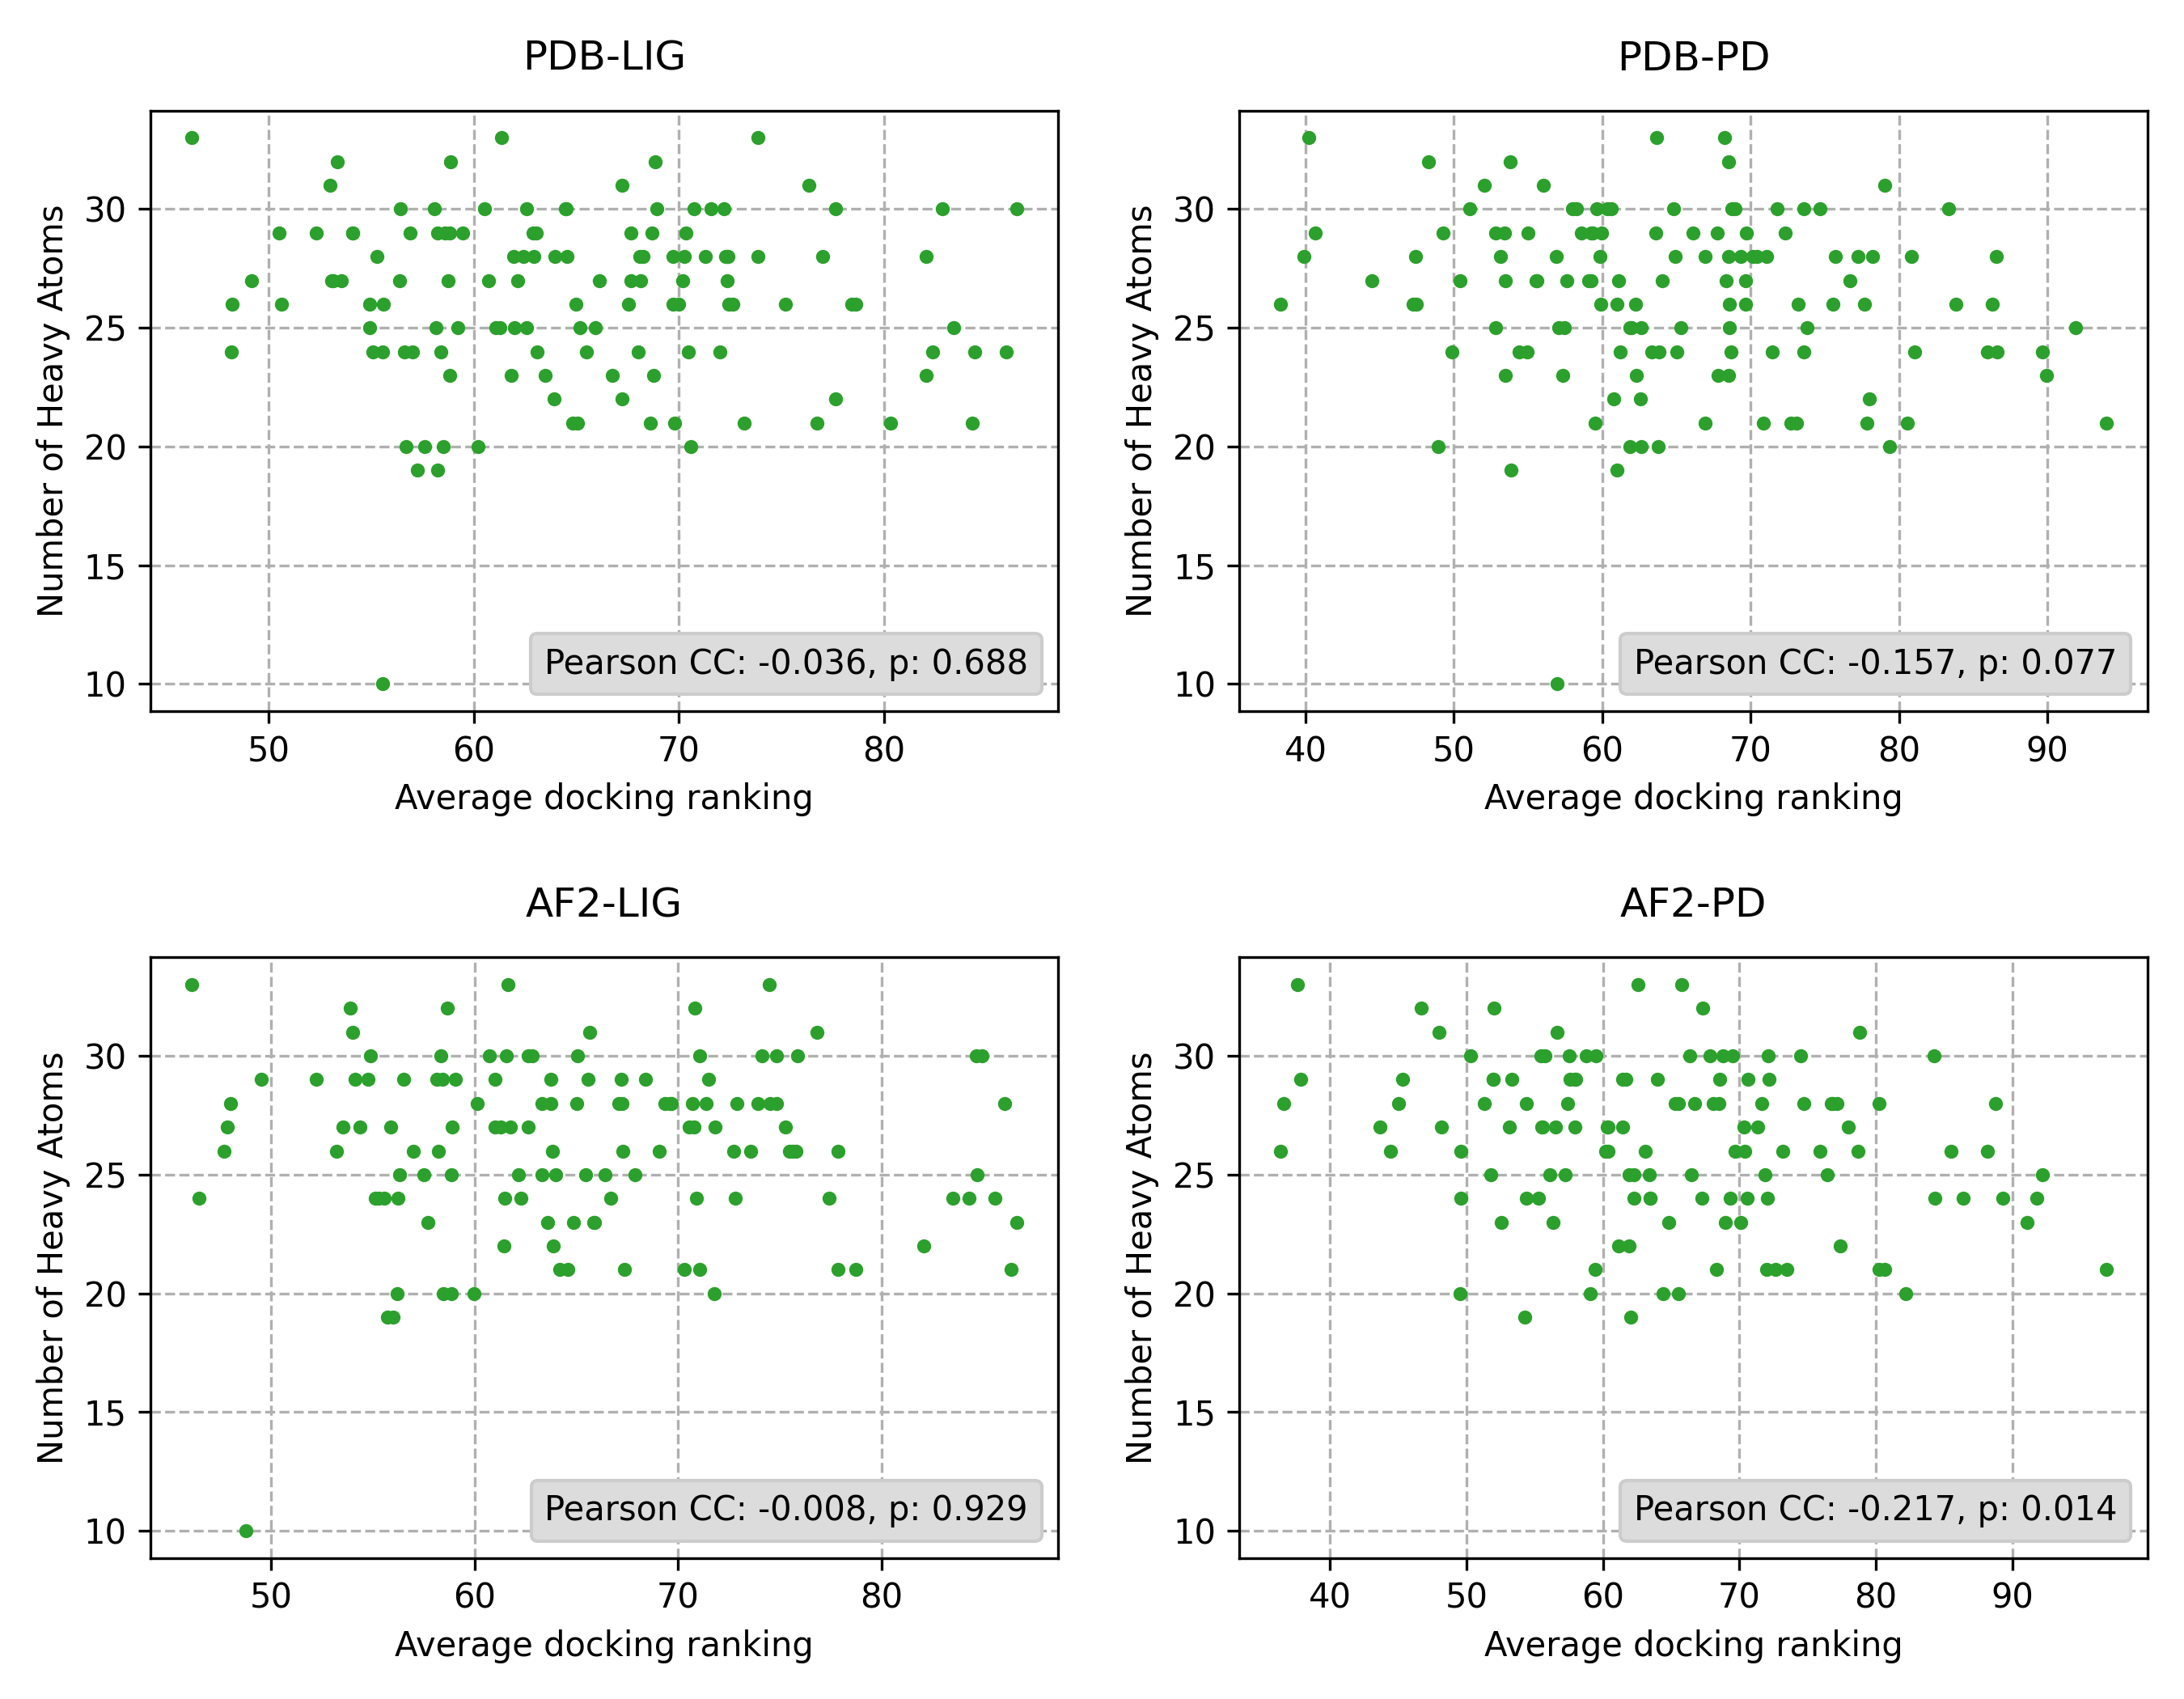 PDB-LIG
Number of Heavy Atoms
30
25
20
15
10
Pearson CC: -0.036, p: 0.688
50 60 70 80
Average docking ranking
PDB-PD
Number of Heavy Atoms
30
25
20
15
10
Pearson CC: -0.157, p: 0.077
40 50 60 70 80 90
Average docking ranking
AF2-LIG
Number of Heavy Atoms
30
25
20
15
10
Pearson CC: -0.008, p: 0.929
50 60 70 80
Average docking ranking
AF2-PD
Number of Heavy Atoms
30
25
20
15
10
Pearson CC: -0.217, p: 0.014
40 50 60 70 80 90
Average docking ranking